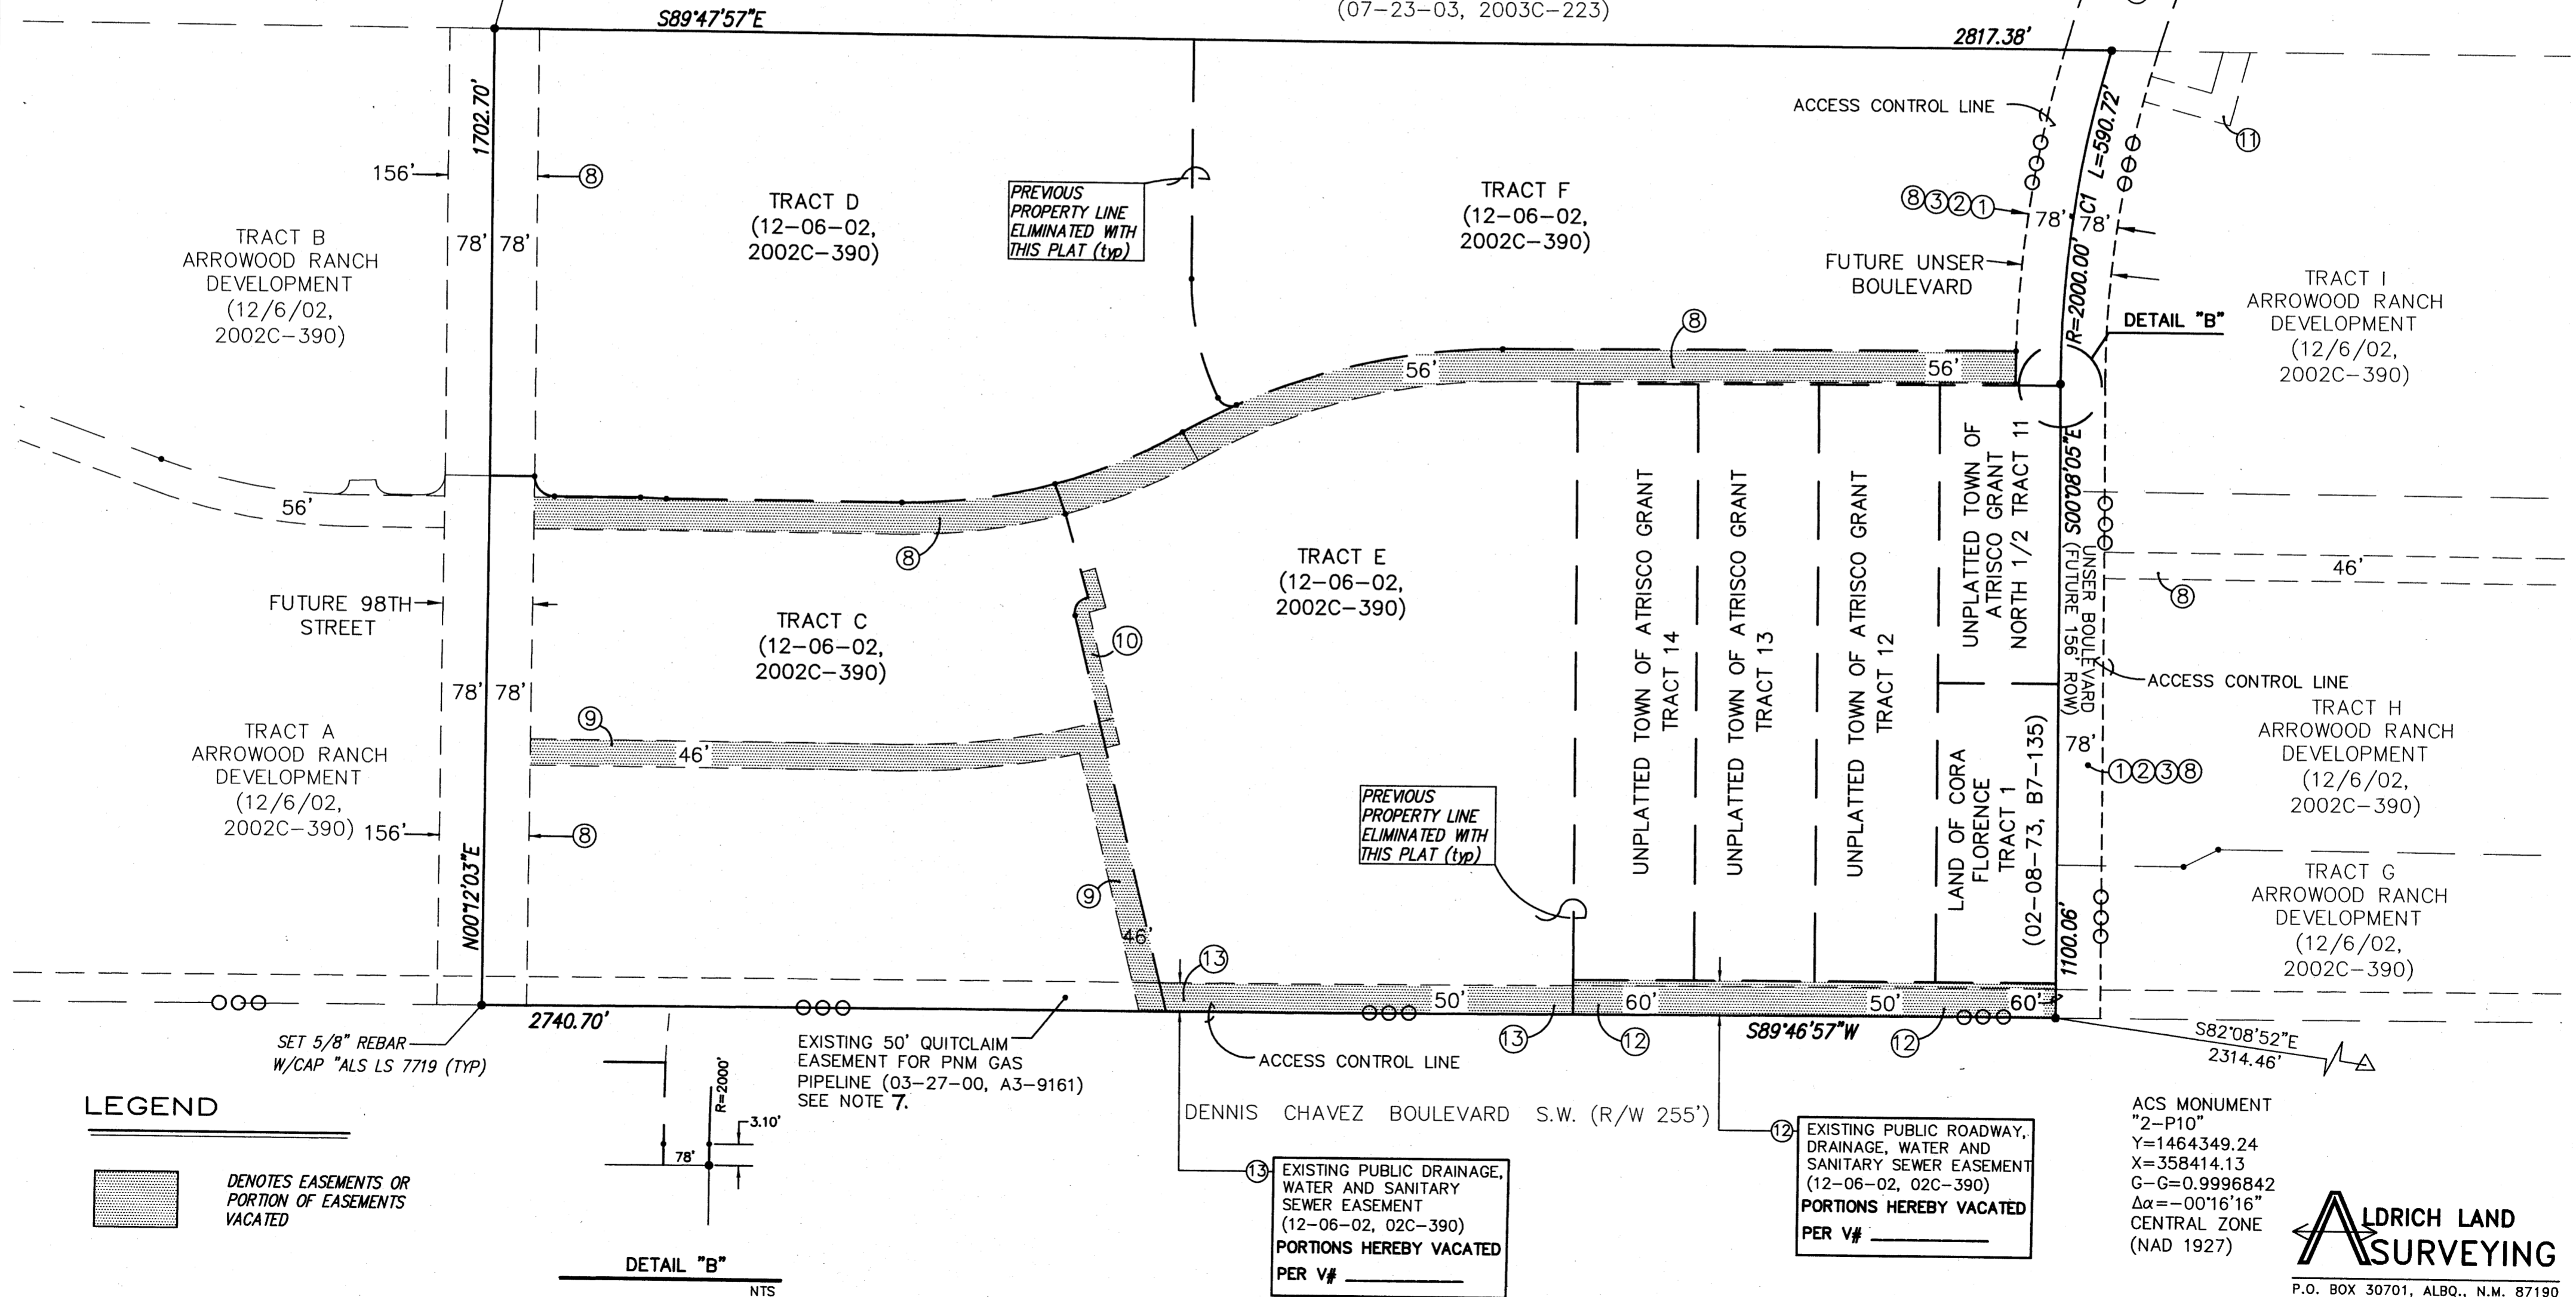 S89°47'57"E
(07-23-03, 2003C-223)
2817.38'
1702.70'
ACCESS CONTROL LINE
C1 L=590.72'
R=2000.00'
11
156'
8
TRACT D
(12-06-02,
2002C-390)
PREVIOUS
PROPERTY LINE
ELIMINATED WITH
THIS PLAT (typ)
TRACT F
(12-06-02,
2002C-390)
8 3 2 1
78' 78'
TRACT B
ARROWOOD RANCH
DEVELOPMENT
(12/6/02,
2002C-390)
78' 78'
FUTURE UNSER
BOULEVARD
TRACT I
ARROWOOD RANCH
DEVELOPMENT
(12/6/02,
2002C-390)
DETAIL "B"
8
56'
56'
56'
8
TRACT E
(12-06-02,
2002C-390)
UNPLATTED TOWN OF ATRISCO GRANT
TRACT 14
UNPLATTED TOWN OF ATRISCO GRANT
TRACT 13
UNPLATTED TOWN OF ATRISCO GRANT
TRACT 12
UNPLATTED TOWN OF
ATRISCO GRANT
NORTH 1/2 TRACT 11
S00°08'05"E
UNSER BOULEVARD
(FUTURE 156' ROW)
46'
8
FUTURE 98TH
STREET
TRACT C
(12-06-02,
2002C-390)
10
ACCESS CONTROL LINE
78' 78'
9
46'
TRACT A
ARROWOOD RANCH
DEVELOPMENT
(12/6/02,
2002C-390)
156'
8
LAND OF CORA
FLORENCE
TRACT 1
(02-08-73, B7-135)
78'
1 2 3 8
TRACT H
ARROWOOD RANCH
DEVELOPMENT
(12/6/02,
2002C-390)
PREVIOUS
PROPERTY LINE
ELIMINATED WITH
THIS PLAT (typ)
N00°12'03"E
9
46'
13
1100.06'
TRACT G
ARROWOOD RANCH
DEVELOPMENT
(12/6/02,
2002C-390)
50'
60'
50'
60'
2740.70'
13
12
S89°46'57"W
12
S82°08'52"E
2314.46'
SET 5/8" REBAR
W/CAP "ALS LS 7719 (TYP)
EXISTING 50' QUITCLAIM
EASEMENT FOR PNM GAS
PIPELINE (03-27-00, A3-9161)
SEE NOTE 7.
ACCESS CONTROL LINE
DENNIS CHAVEZ BOULEVARD S.W. (R/W 255')
LEGEND
DENOTES EASEMENTS OR
PORTION OF EASEMENTS
VACATED
R=2000'
3.10'
78'
DETAIL "B"
NTS
13
EXISTING PUBLIC DRAINAGE,
WATER AND SANITARY
SEWER EASEMENT
(12-06-02, 02C-390)
PORTIONS HEREBY VACATED
PER V#
12
EXISTING PUBLIC ROADWAY,
DRAINAGE, WATER AND
SANITARY SEWER EASEMENT
(12-06-02, 02C-390)
PORTIONS HEREBY VACATED
PER V#
ACS MONUMENT
"2-P10"
Y=1464349.24
X=358414.13
G-G=0.9996842
Δα=-00°16'16"
CENTRAL ZONE
(NAD 1927)
ALDRICH LAND
SURVEYING
P.O. BOX 30701, ALBQ., N.M. 87190